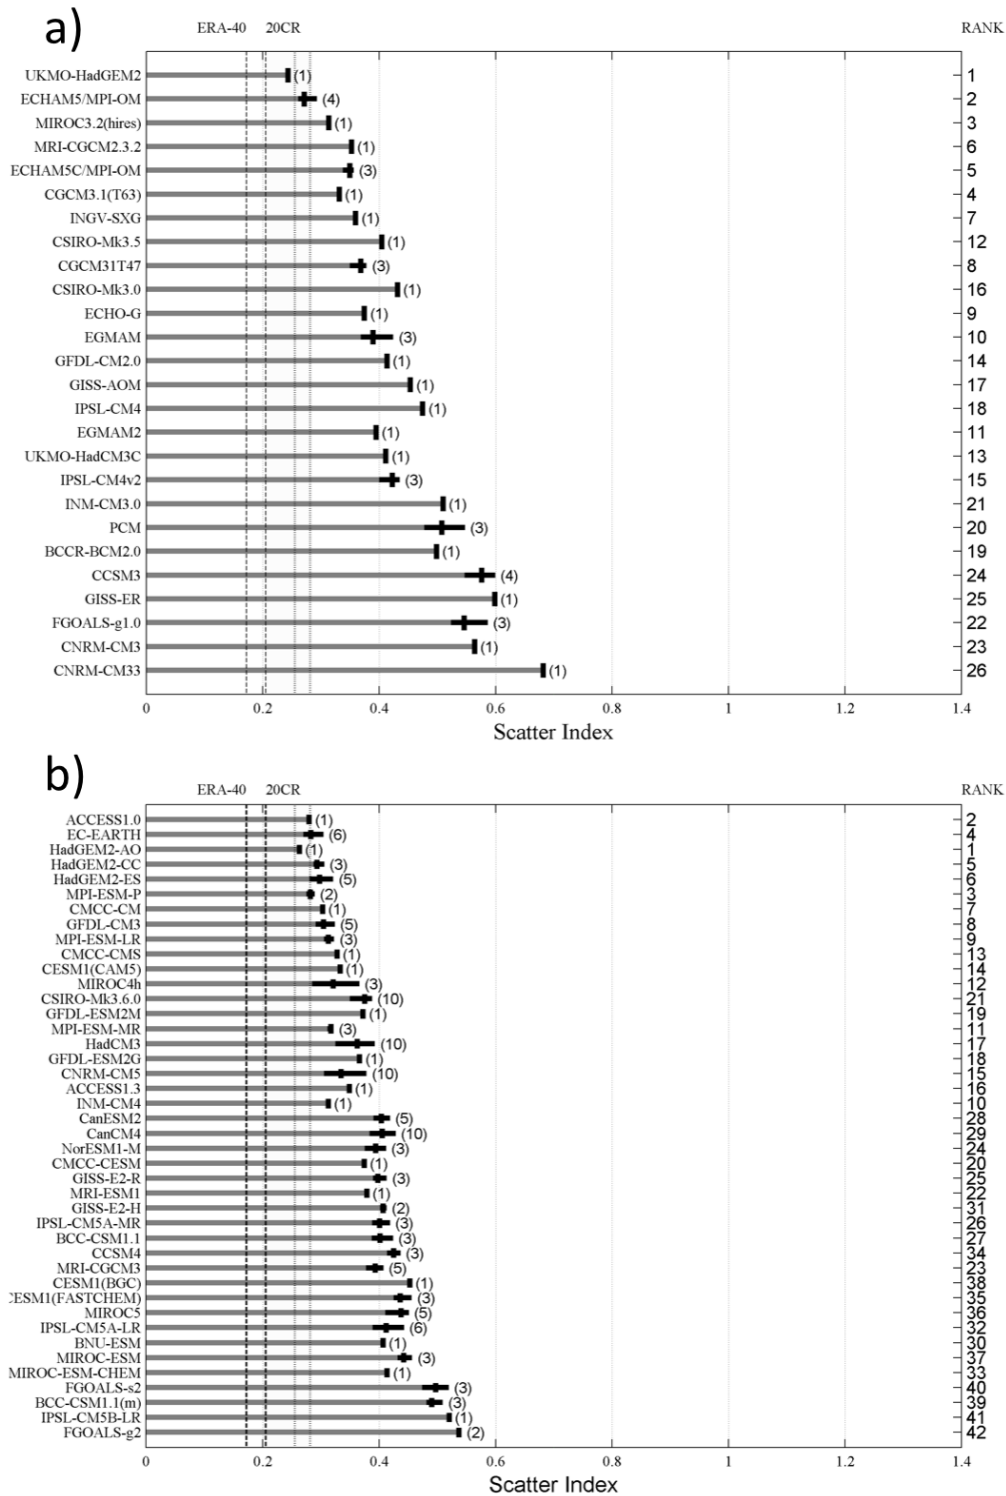 a)
ERA-40 20CR RANK
UKMO-HadGEM2 (1) 1
ECHAM5/MPI-OM (4) 2
MIROC3.2(hires) (1) 3
MRI-CGCM2.3.2 (1) 6
ECHAM5C/MPI-OM (3) 5
CGCM3.1(T63) (1) 4
INGV-SXG (1) 7
CSIRO-Mk3.5 (1) 12
CGCM31T47 (3) 8
CSIRO-Mk3.0 (1) 16
ECHO-G (1) 9
EGMAM (3) 10
GFDL-CM2.0 (1) 14
GISS-AOM (1) 17
IPSL-CM4 (1) 18
EGMAM2 (1) 11
UKMO-HadCM3C (1) 13
IPSL-CM4v2 (3) 15
INM-CM3.0 (1) 21
PCM (3) 20
BCCR-BCM2.0 (1) 19
CCSM3 (4) 24
GISS-ER (1) 25
FGOALS-g1.0 (3) 22
CNRM-CM3 (1) 23
CNRM-CM33 (1) 26
0 0.2 0.4 0.6 0.8 1 1.2 1.4
Scatter Index
b)
ERA-40 20CR RANK
ACCESS1.0 (1) 2
EC-EARTH (6) 4
HadGEM2-AO (1) 1
HadGEM2-CC (3) 5
HadGEM2-ES (5) 6
MPI-ESM-P (2) 3
CMCC-CM (1) 7
GFDL-CM3 (5) 8
MPI-ESM-LR (3) 9
CMCC-CMS (1) 13
CESM1(CAM5) (1) 14
MIROC4h (3) 12
CSIRO-Mk3.6.0 (10) 21
GFDL-ESM2M (1) 19
MPI-ESM-MR (3) 11
HadCM3 (10) 17
GFDL-ESM2G (1) 18
CNRM-CM5 (10) 15
ACCESS1.3 (1) 16
INM-CM4 (1) 10
CanESM2 (5) 28
CanCM4 (10) 29
NorESM1-M (3) 24
CMCC-CESM (1) 20
GISS-E2-R (3) 25
MRI-ESM1 (1) 22
GISS-E2-H (2) 31
IPSL-CM5A-MR (3) 26
BCC-CSM1.1 (3) 27
CCSM4 (3) 34
MRI-CGCM3 (5) 23
CESM1(BGC) (1) 38
CESM1(FASTCHEM) (3) 35
MIROC5 (5) 36
IPSL-CM5A-LR (6) 32
BNU-ESM (1) 30
MIROC-ESM (3) 37
MIROC-ESM-CHEM (1) 33
FGOALS-s2 (3) 40
BCC-CSM1.1(m) (3) 39
IPSL-CM5B-LR (1) 41
FGOALS-g2 (2) 42
0 0.2 0.4 0.6 0.8 1 1.2 1.4
Scatter Index